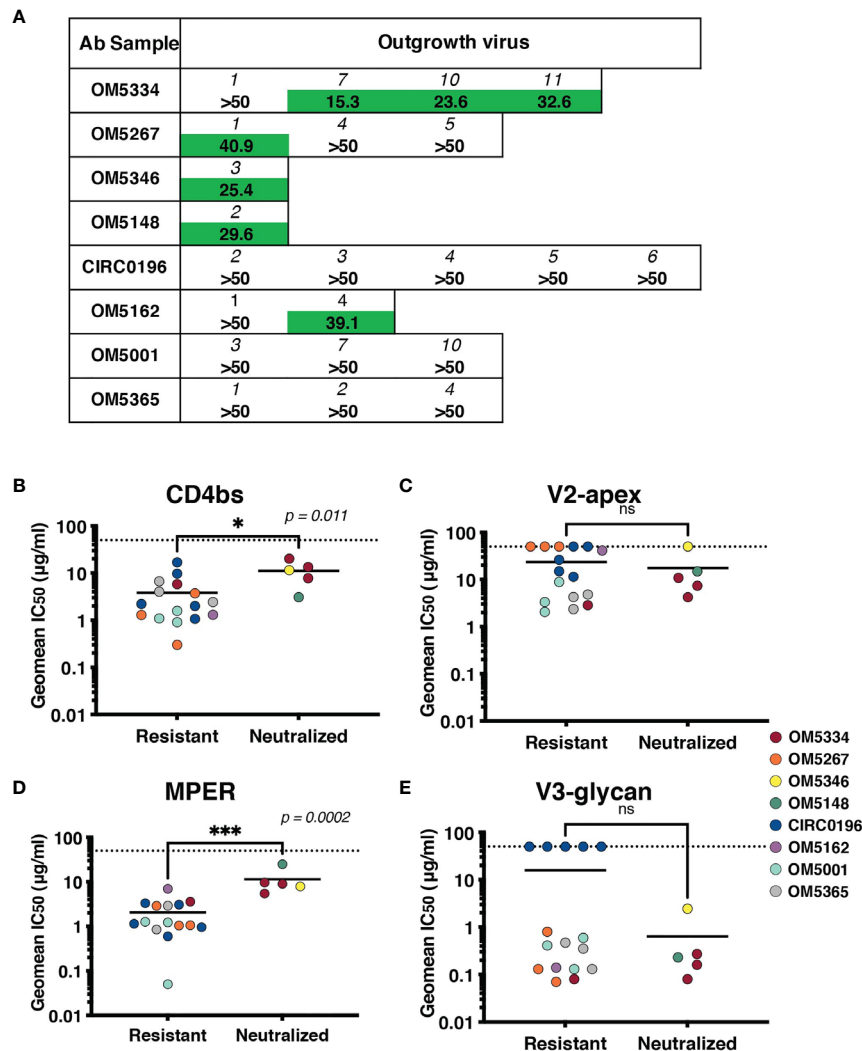 A
Ab Sample Outgrowth virus
OM5334 1 7 10 11
>50 15.3 23.6 32.6
OM5267 1 4 5
40.9 >50 >50
OM5346 3
25.4
OM5148 2
29.6
CIRC0196 2 3 4 5 6
>50 >50 >50 >50 >50
OM5162 1 4
>50 39.1
OM5001 3 7 10
>50 >50 >50
OM5365 1 2 4
>50 >50 >50
B
CD4bs
p = 0.011
*
Geomean IC50 (µg/ml)
100
10
1
0.1
0.01
Resistant Neutralized
C
V2-apex
ns
Geomean IC50 (µg/ml)
100
10
1
0.1
0.01
Resistant Neutralized
D
MPER
p = 0.0002
***
Geomean IC50 (µg/ml)
100
10
1
0.1
0.01
Resistant Neutralized
E
V3-glycan
ns
Geomean IC50 (µg/ml)
100
10
1
0.1
0.01
Resistant Neutralized
OM5334
OM5267
OM5346
OM5148
CIRC0196
OM5162
OM5001
OM5365